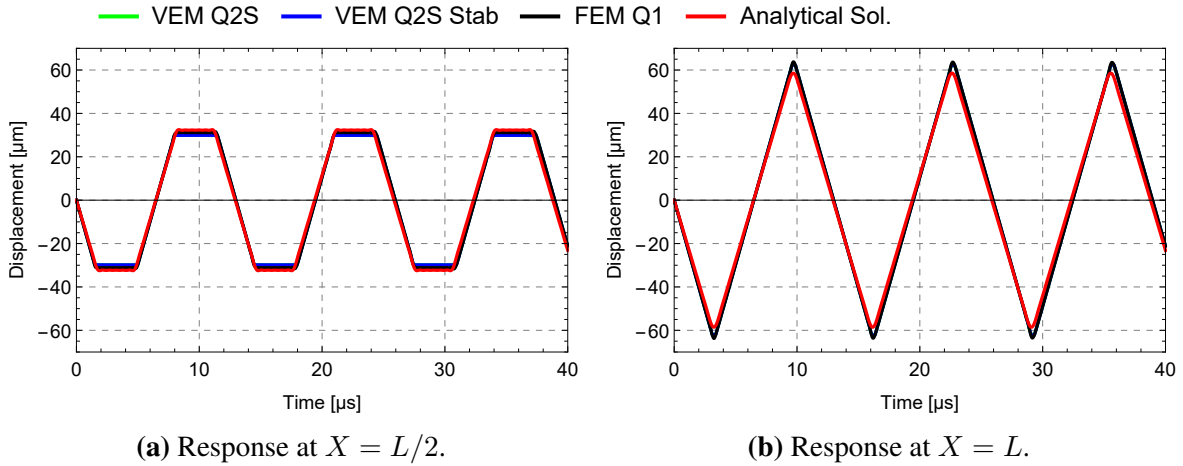 VEM Q2S VEM Q2S Stab FEM Q1 Analytical Sol.
60
40
20
0
−20
−40
−60
Displacement [μm]
0 10 20 30 40
Time [μs]
(a) Response at X = L/2.
60
40
20
0
−20
−40
−60
Displacement [μm]
0 10 20 30 40
Time [μs]
(b) Response at X = L.